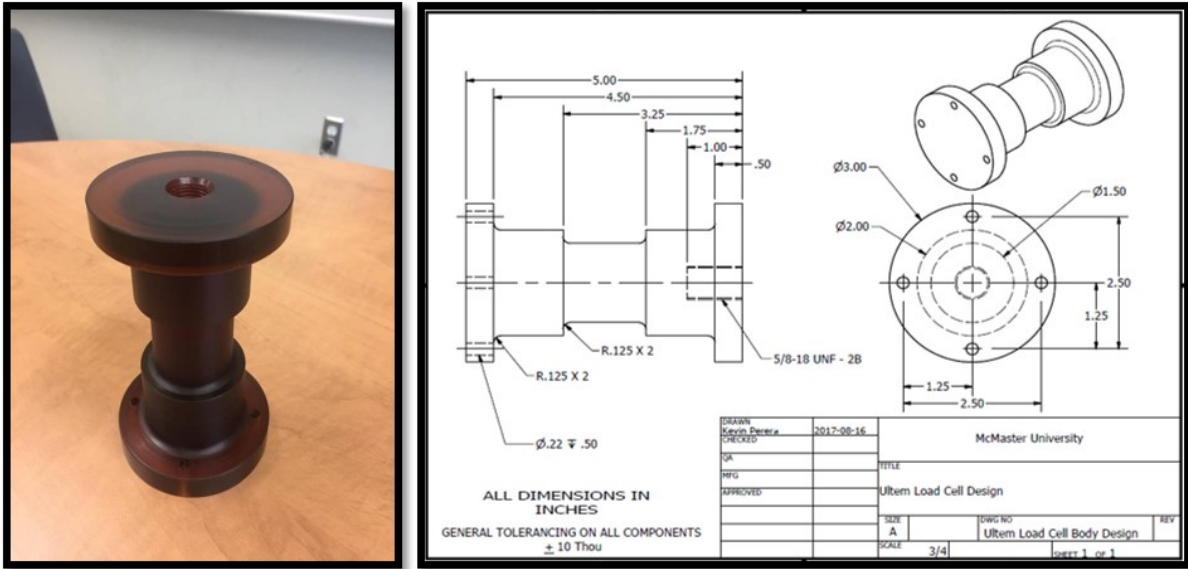 5.00
4.50
3.25
1.75
1.00
.50
Ø3.00
Ø1.50
Ø2.00
2.50
1.25
R.125 X 2
5/8-18 UNF - 2B
R.125 X 2
1.25
2.50
Ø.22 ↧ .50
ALL DIMENSIONS IN
INCHES
GENERAL TOLERANCING ON ALL COMPONENTS
± 10 Thou
DRAWN
Kevin Perera 2017-08-16
CHECKED
QA
MFG
APPROVED
McMaster University
TITLE
Ultem Load Cell Design
SIZE
A
DWG NO
Ultem Load Cell Body Design
REV
SCALE 3/4
SHEET 1 OF 1